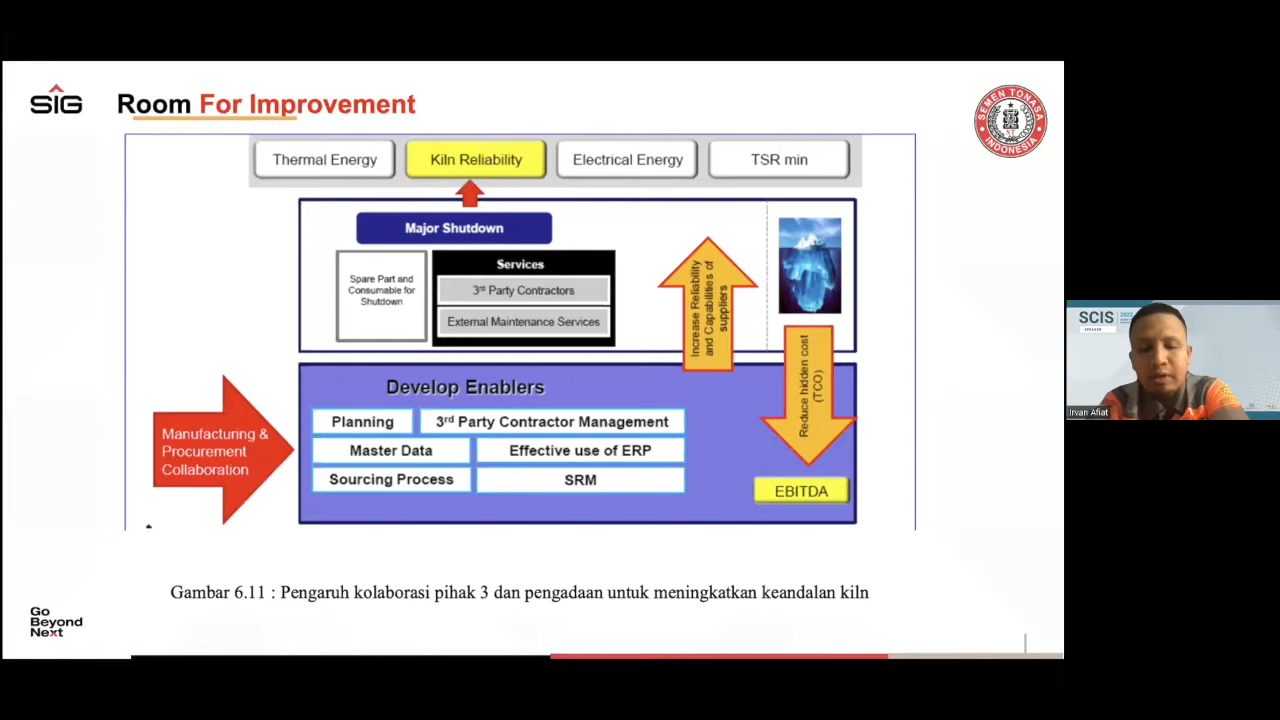 SIG
Room For Improvement
SEMEN TONASA
ST
INDONESIA
Thermal Energy
Kiln Reliability
Electrical Energy
TSR min
Major Shutdown
Spare Part and
Consumable for
Shutdown
Services
3rd Party Contractors
External Maintenance Services
Increase Reliability
and Capabilities of
suppliers
Reduce hidden cost
(TCO)
Develop Enablers
Planning
3rd Party Contractor Management
Master Data
Effective use of ERP
Sourcing Process
SRM
Manufacturing &
Procurement
Collaboration
EBITDA
Gambar 6.11 : Pengaruh kolaborasi pihak 3 dan pengadaan untuk meningkatkan keandalan kiln
Go
Beyond
Next
SCIS
2022
SPEAKER
Irvan Afiat